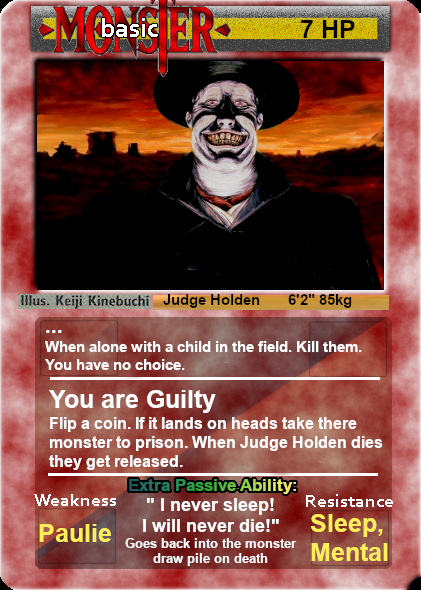 basic
MONSTER
7 HP
Illus. Keiji Kinebuchi
Judge Holden 6'2" 85kg
...
When alone with a child in the field. Kill them.
You have no choice.
You are Guilty
Flip a coin. If it lands on heads take there
monster to prison. When Judge Holden dies
they get released.
Extra Passive Ability:
Weakness
" I never sleep!
Resistance
Paulie
I will never die!"
Sleep,
Mental
Goes back into the monster
draw pile on death